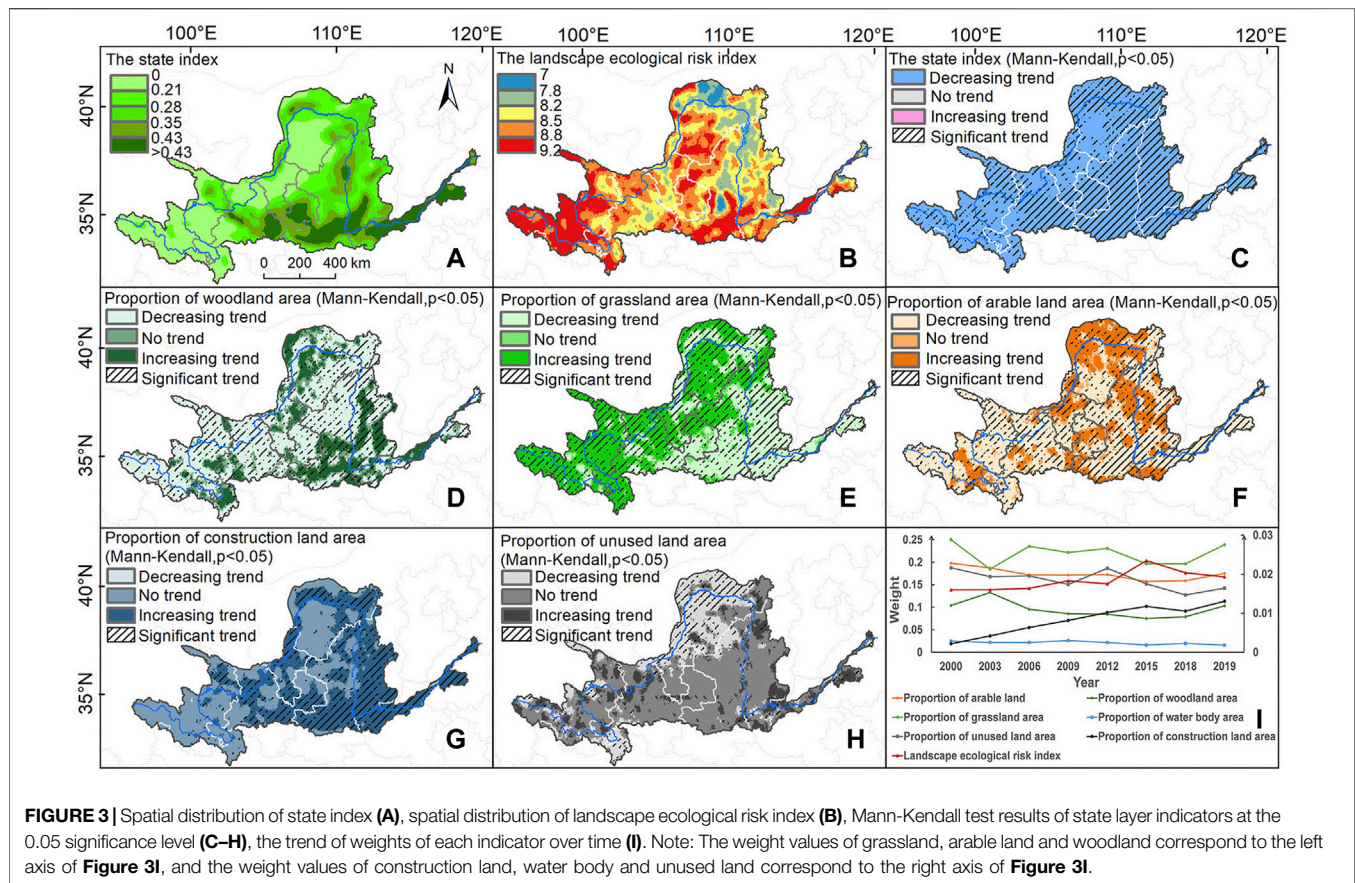 100°E 110°E 120°E 100°E 110°E 120°E 100°E 110°E 120°E
The state index
0
0.21
0.28
0.35
0.43
>0.43
N
40°N
35°N
0 200 400 km
A
The landscape ecological risk index
7
7.8
8.2
8.5
8.8
9.2
B
The state index (Mann-Kendall,p<0.05)
Decreasing trend
No trend
Increasing trend
Significant trend
C
Proportion of woodland area (Mann-Kendall,p<0.05)
Decreasing trend
No trend
Increasing trend
Significant trend
40°N
35°N
D
Proportion of grassland area (Mann-Kendall,p<0.05)
Decreasing trend
No trend
Increasing trend
Significant trend
E
Proportion of arable land area (Mann-Kendall,p<0.05)
Decreasing trend
No trend
Increasing trend
Significant trend
F
Proportion of construction land area
(Mann-Kendall,p<0.05)
Decreasing trend
No trend
Increasing trend
Significant trend
40°N
35°N
G
Proportion of unused land area
(Mann-Kendall,p<0.05)
Decreasing trend
No trend
Increasing trend
Significant trend
H
0.25
0.2
0.15
0.1
0.05
0
Weight
0.03
0.02
0.01
0
2000 2003 2006 2009 2012 2015 2018 2019
Year
Proportion of arable land
Proportion of woodland area
Proportion of grassland area
Proportion of water body area
Proportion of unused land area
Proportion of construction land area
Landscape ecological risk index
I
FIGURE 3 | Spatial distribution of state index (A), spatial distribution of landscape ecological risk index (B), Mann-Kendall test results of state layer indicators at the
0.05 significance level (C–H), the trend of weights of each indicator over time (I). Note: The weight values of grassland, arable land and woodland correspond to the left
axis of Figure 3I, and the weight values of construction land, water body and unused land correspond to the right axis of Figure 3I.